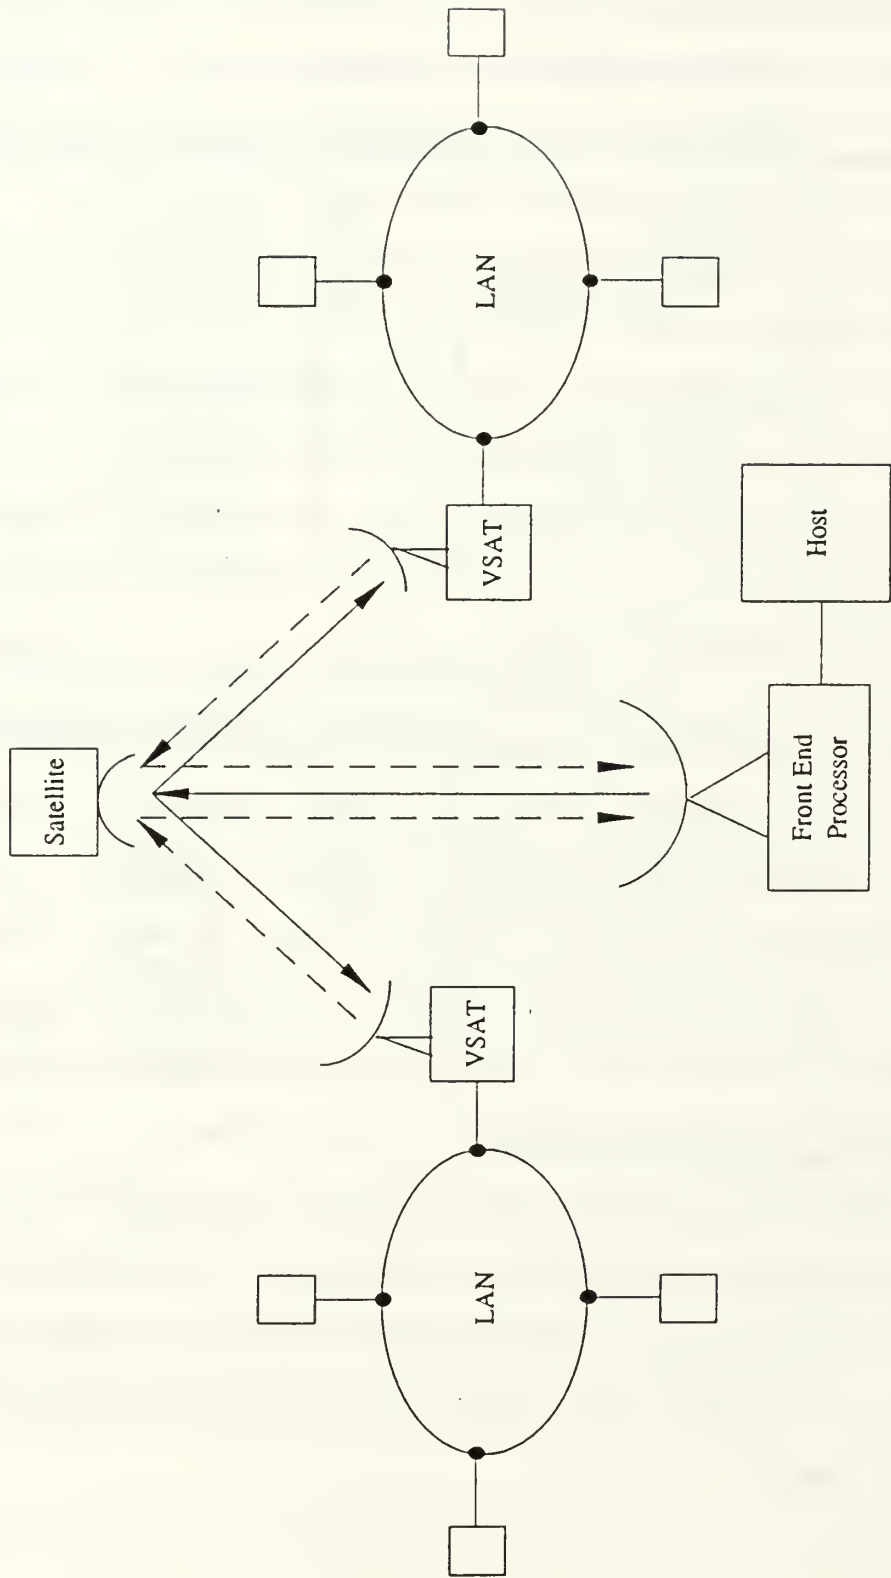 Satellite
VSAT
VSAT
LAN
LAN
Front End
Processor
Host